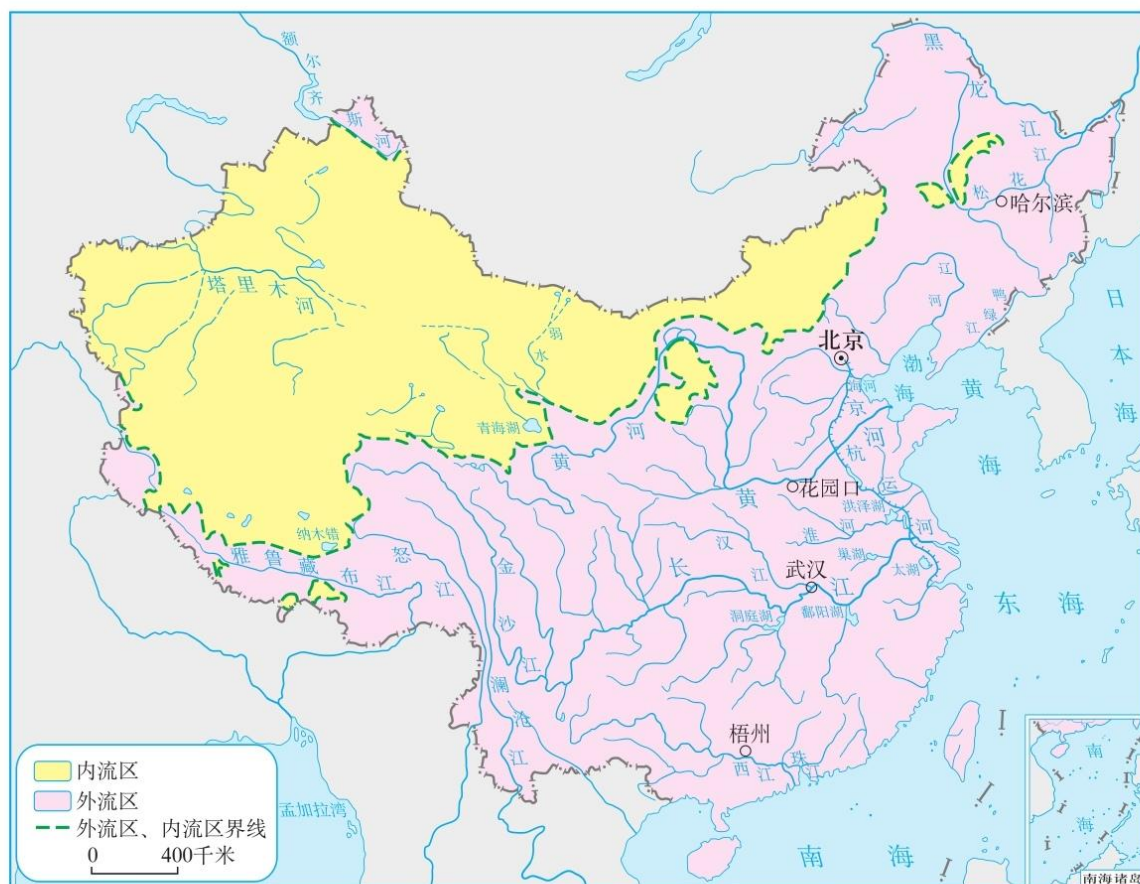 额尔齐斯河
黑龙江
松花江
哈尔滨
塔里木河
弱水
辽河
鸭绿江
日本海
北京
渤海
黄海
海河
京杭运河
青海湖
黄河
黄河
花园口
洪泽湖
淮河
纳木错
雅鲁藏布江
怒江
金沙江
长江
汉江
武汉
巢湖
太湖
洞庭湖
鄱阳湖
东海
澜沧江
梧州
西江
珠江
孟加拉湾
南海
内流区
外流区
外流区、内流区界线
0 400千米
南海
南海诸岛